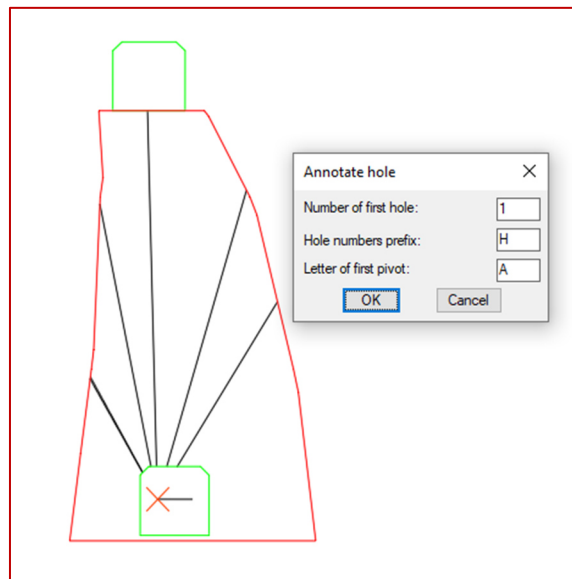 Annotate hole
Number of first hole: 1
Hole numbers prefix: H
Letter of first pivot: A
OK Cancel